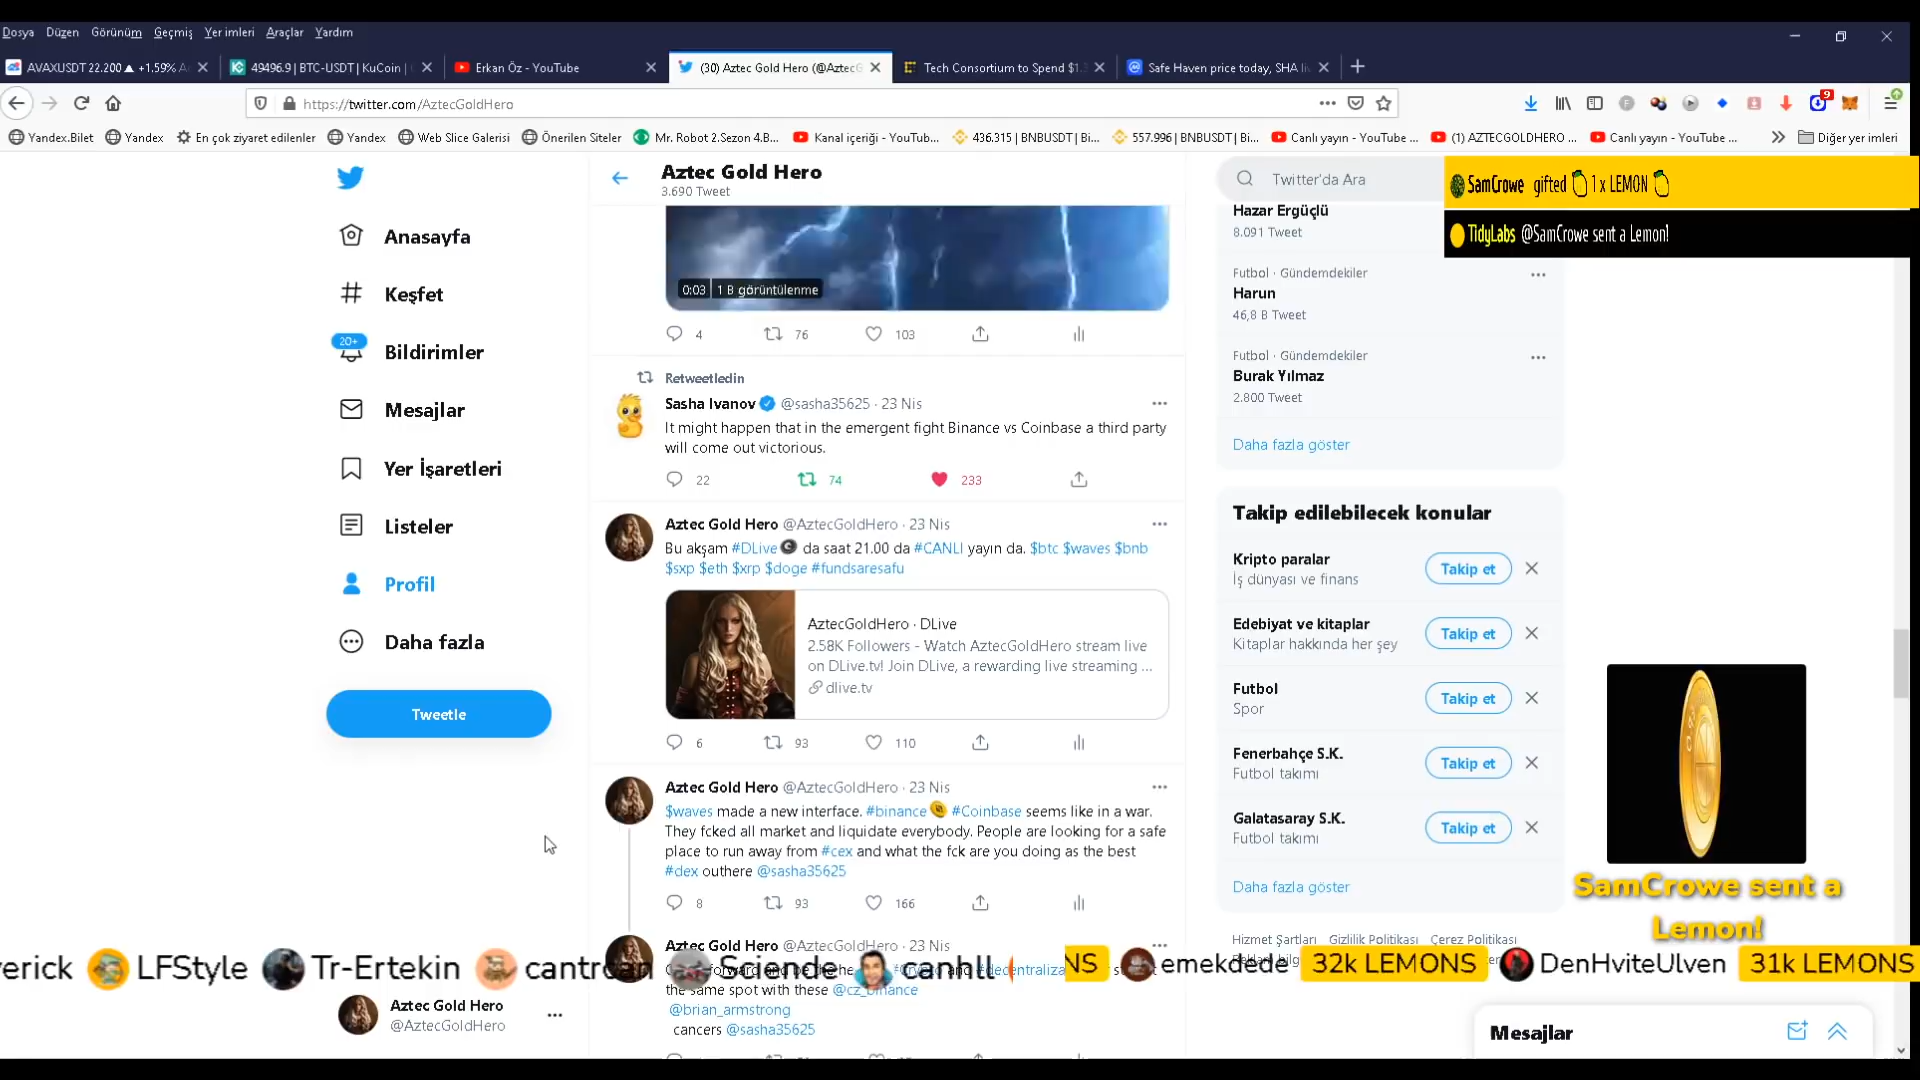 Dosya Düzen Görünüm Geçmiş Yer imleri Araçlar Yardım
AVAXUSDT 22.200 ▲ +1.59%
49496.9 | BTC-USDT | KuCoin |
Erkan Öz - YouTube
(30) Aztec Gold Hero (@AztecG
Tech Consortium to Spend $1.
Safe Haven price today, SHA li
https://twitter.com/AztecGoldHero
9
Yandex.Bilet
Yandex
En çok ziyaret edilenler
Yandex
Web Slice Galerisi
Önerilen Siteler
Mr. Robot 2.Sezon 4.B...
Kanal içeriği - YouTub...
436.315 | BNBUSDT | Bi...
557.996 | BNBUSDT | Bi...
Canlı yayın - YouTube ...
(1) AZTECGOLDHERO ...
Canlı yayın - YouTube ...
Diğer yer imleri
Anasayfa
Keşfet
20+
Bildirimler
Mesajlar
Yer İşaretleri
Listeler
Profil
Daha fazla
Tweetle
Aztec Gold Hero
@AztecGoldHero
Aztec Gold Hero
3.690 Tweet
0:03 | 1 B görüntülenme
4 76 103
Retweetledin
Sasha Ivanov @sasha35625 · 23 Nis
It might happen that in the emergent fight Binance vs Coinbase a third party
will come out victorious.
22 74 233
Aztec Gold Hero @AztecGoldHero · 23 Nis
Bu akşam #DLive da saat 21.00 da #CANLI yayın da. $btc $waves $bnb
$sxp $eth $xrp $doge #fundsaresafu
AztecGoldHero · DLive
2.58K Followers - Watch AztecGoldHero stream live
on DLive.tv! Join DLive, a rewarding live streaming ...
dlive.tv
6 93 110
Aztec Gold Hero @AztecGoldHero · 23 Nis
$waves made a new interface. #binance #Coinbase seems like in a war.
They fcked all market and liquidate everybody. People are looking for a safe
place to run away from #cex and what the fck are you doing as the best
#dex outhere @sasha35625
8 93 166
Aztec Gold Hero @AztecGoldHero · 23 Nis
forward and be the he #Crypto and #decentraliza
the same spot with these @cz_binance
@brian_armstrong
cancers @sasha35625
Twitter'da Ara
Hazar Ergüçlü
8.091 Tweet
Futbol · Gündemdekiler
Harun
46,8 B Tweet
Futbol · Gündemdekiler
Burak Yılmaz
2.800 Tweet
Daha fazla göster
Takip edilebilecek konular
Kripto paralar
İş dünyası ve finans
Takip et
Edebiyat ve kitaplar
Kitaplar hakkında her şey
Takip et
Futbol
Spor
Takip et
Fenerbahçe S.K.
Futbol takımı
Takip et
Galatasaray S.K.
Futbol takımı
Takip et
Daha fazla göster
Hizmet Şartları Gizlilik Politikası Çerez Politikası
SamCrowe gifted 1 x LEMON
TidyLabs @SamCrowe sent a Lemon!
SamCrowe sent a
Lemon!
verick LFStyle Tr-Ertekin Sciende canhtl NS emekdede 32k LEMONS DenHviteUlven 31k LEMONS
Mesajlar